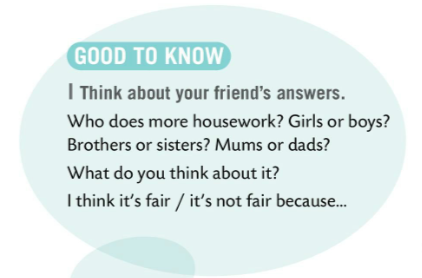 GOOD TO KNOW
I Think about your friend's answers.
Who does more housework? Girls or boys?
Brothers or sisters? Mums or dads?
What do you think about it?
I think it's fair / it's not fair because...